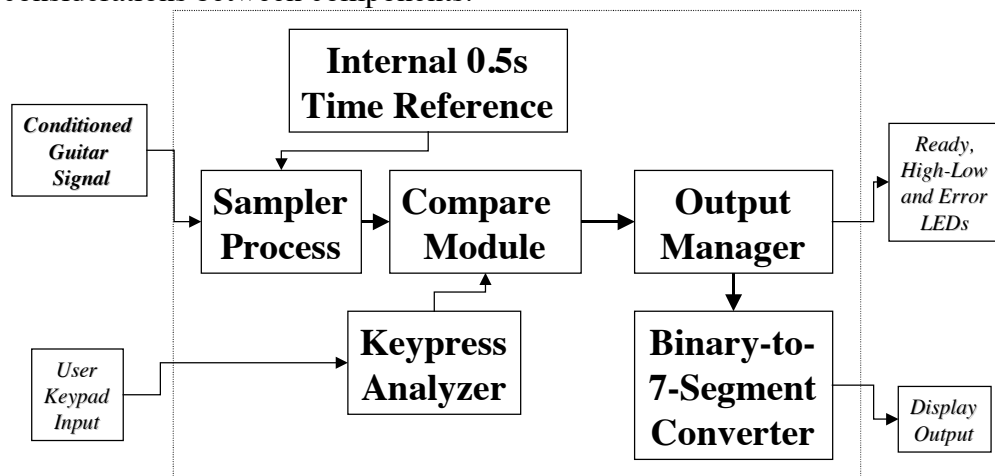 considerations between components.
Internal 0.5s
Time Reference
Conditioned
Guitar
Signal
Sampler
Process
Compare
Module
Output
Manager
Ready,
High-Low
and Error
LEDs
User
Keypad
Input
Keypress
Analyzer
Binary-to-
7-Segment
Converter
Display
Output